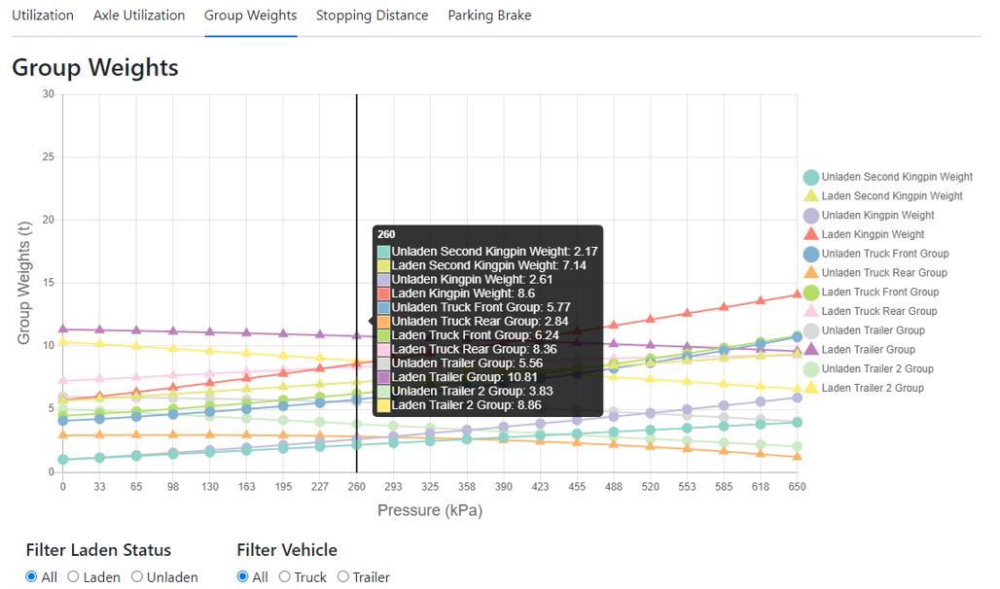 Utilization Axle Utilization Group Weights Stopping Distance Parking Brake
Group Weights
30
25
20
15
10
5
0
Group Weights (t)
0 33 65 98 130 163 195 227 260 293 325 358 390 423 455 488 520 553 585 618 650
Pressure (kPa)
260
Unladen Second Kingpin Weight: 2.17
Laden Second Kingpin Weight: 7.14
Unladen Kingpin Weight: 2.61
Laden Kingpin Weight: 8.6
Unladen Truck Front Group: 5.77
Unladen Truck Rear Group: 2.84
Laden Truck Front Group: 6.24
Laden Truck Rear Group: 8.36
Unladen Trailer Group: 5.56
Laden Trailer Group: 10.81
Unladen Trailer 2 Group: 3.83
Laden Trailer 2 Group: 8.86
Unladen Second Kingpin Weight
Laden Second Kingpin Weight
Unladen Kingpin Weight
Laden Kingpin Weight
Unladen Truck Front Group
Unladen Truck Rear Group
Laden Truck Front Group
Laden Truck Rear Group
Unladen Trailer Group
Laden Trailer Group
Unladen Trailer 2 Group
Laden Trailer 2 Group
Filter Laden Status
All Laden Unladen
Filter Vehicle
All Truck Trailer